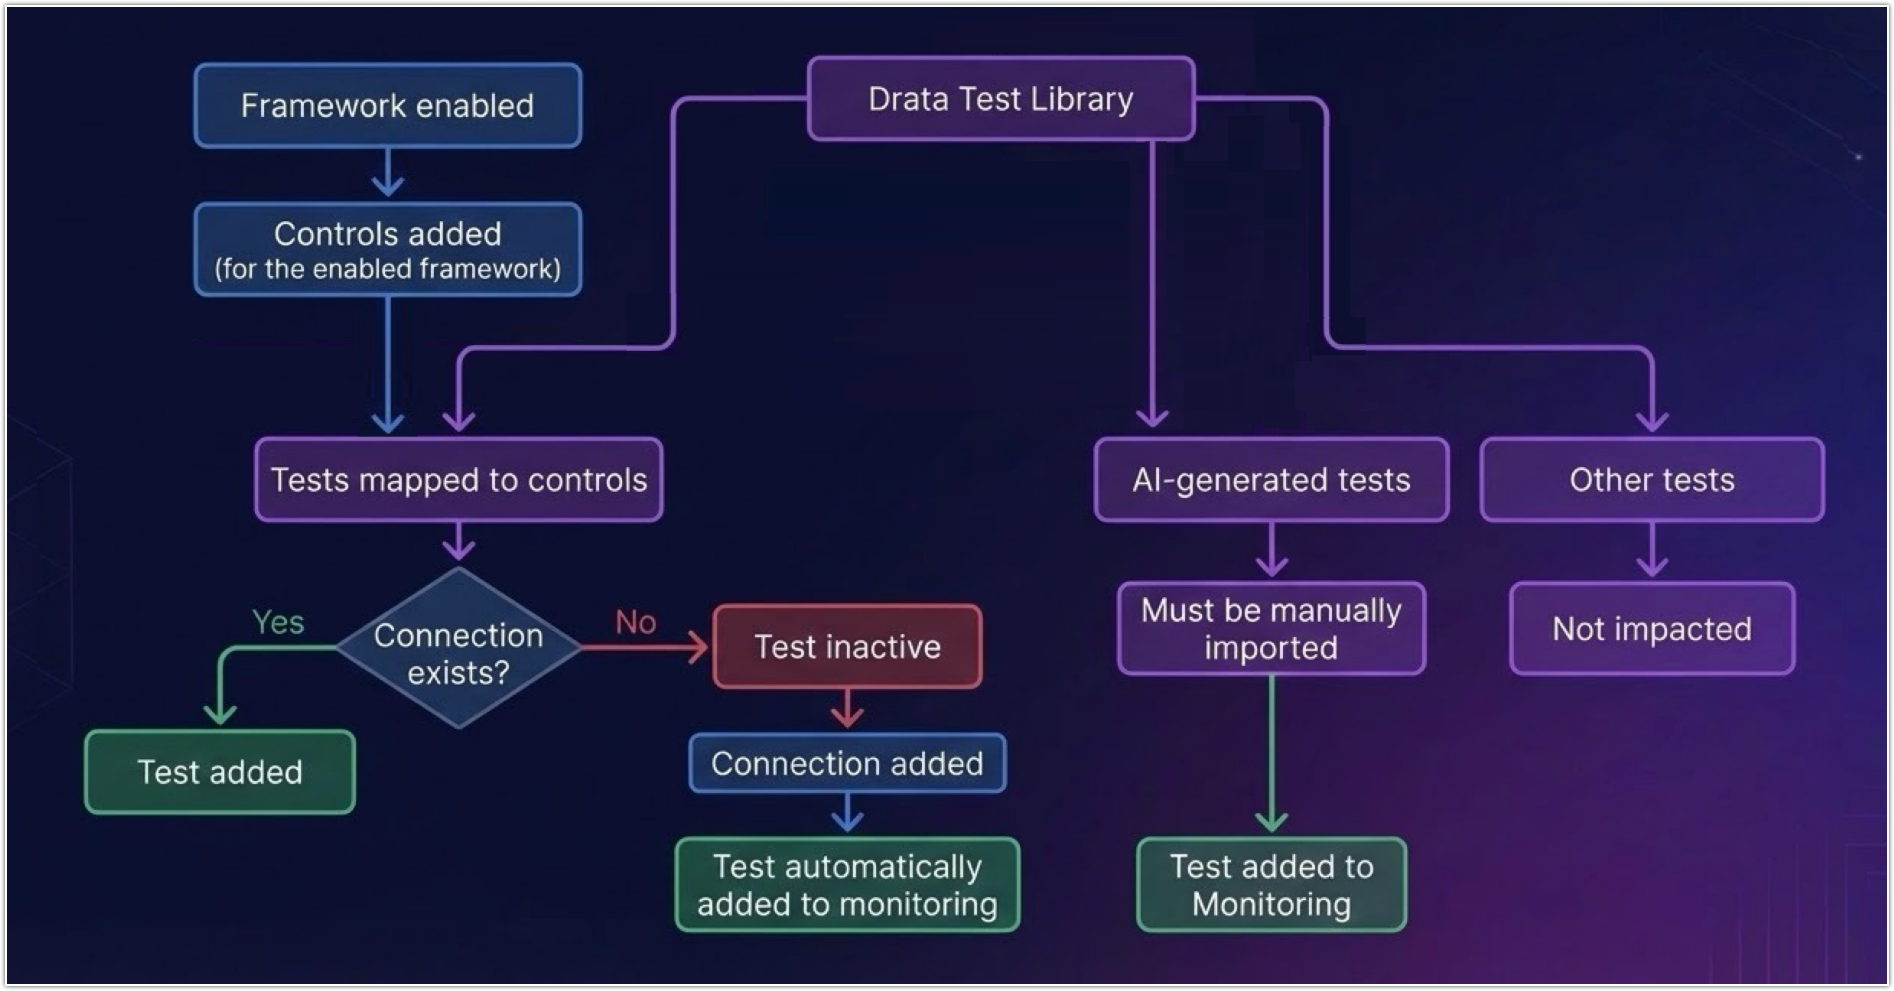 Framework enabled
Drata Test Library
Controls added
(for the enabled framework)
Tests mapped to controls
AI-generated tests
Other tests
Yes
Connection
exists?
No
Test inactive
Must be manually
imported
Not impacted
Test added
Connection added
Test automatically
added to monitoring
Test added to
Monitoring